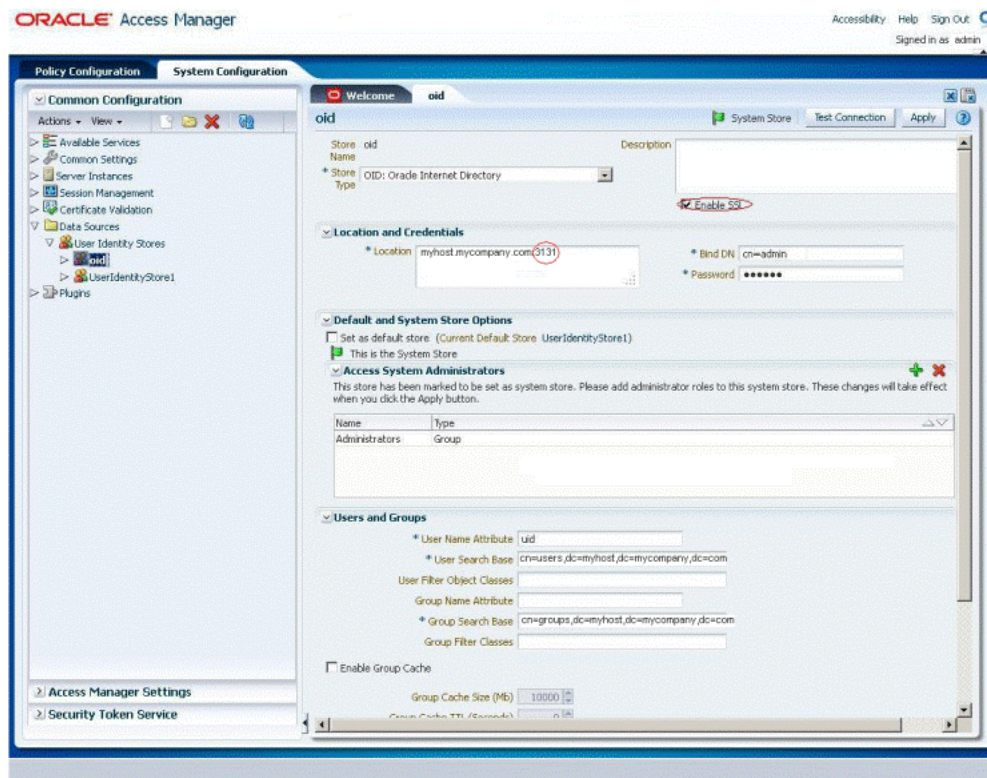 ORACLE Access Manager
Accessibility Help Sign Out
Signed in as admin
Policy Configuration System Configuration
Common Configuration
Actions View
Available Services
Common Settings
Server Instances
Session Management
Certificate Validation
Data Sources
User Identity Stores
oid
UserIdentityStore1
Plugins
Access Manager Settings
Security Token Service
Welcome oid
oid
System Store Test Connection Apply
Store Name oid
Description
* Store Type OID: Oracle Internet Directory
Enable SSL
Location and Credentials
* Location myhost.mycompany.com:3131
* Bind DN cn=admin
* Password ••••••
Default and System Store Options
Set as default store (Current Default Store UserIdentityStore1)
This is the System Store
Access System Administrators
This store has been marked to be set as system store. Please add administrator roles to this system store. These changes will take effect
when you click the Apply button.
Name Type
Administrators Group
Users and Groups
* User Name Attribute uid
* User Search Base cn=users,dc=myhost,dc=mycompany,dc=com
User Filter Object Classes
Group Name Attribute
* Group Search Base cn=groups,dc=myhost,dc=mycompany,dc=com
Group Filter Classes
Enable Group Cache
Group Cache Size (Mb) 10000
Group Cache TTL (Seconds) 0